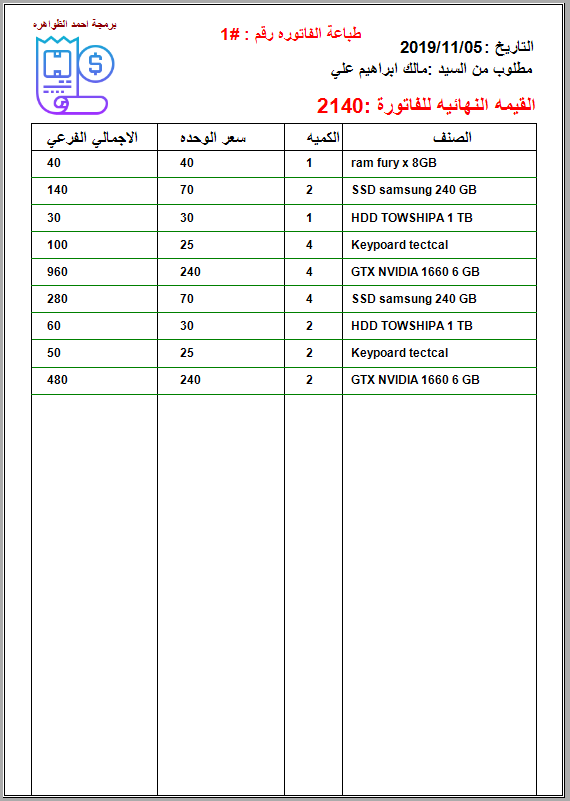 برمجة احمد الظواهره
طباعة الفاتوره رقم : #1
التاريخ :2019/11/05
مطلوب من السيد :مالك ابراهيم علي
القيمه النهائيه للفاتورة :2140
الصنف الكميه سعر الوحده الاجمالي الفرعي
ram fury x 8GB 1 40 40
SSD samsung 240 GB 2 70 140
HDD TOWSHIPA 1 TB 1 30 30
Keypoard tectcal 4 25 100
GTX NVIDIA 1660 6 GB 4 240 960
SSD samsung 240 GB 4 70 280
HDD TOWSHIPA 1 TB 2 30 60
Keypoard tectcal 2 25 50
GTX NVIDIA 1660 6 GB 2 240 480